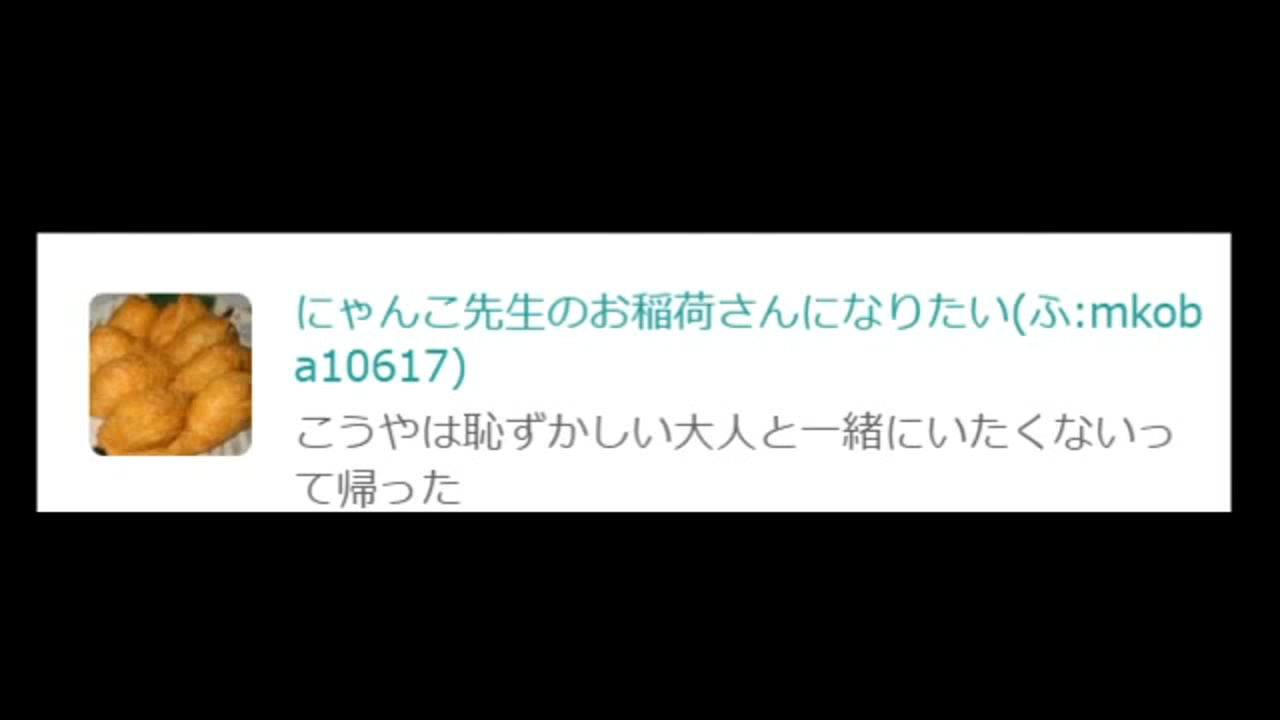 にゃんこ先生のお稲荷さんになりたい(ふ:mkob
a10617)
こうやは恥ずかしい大人と一緒にいたくないっ
て帰った